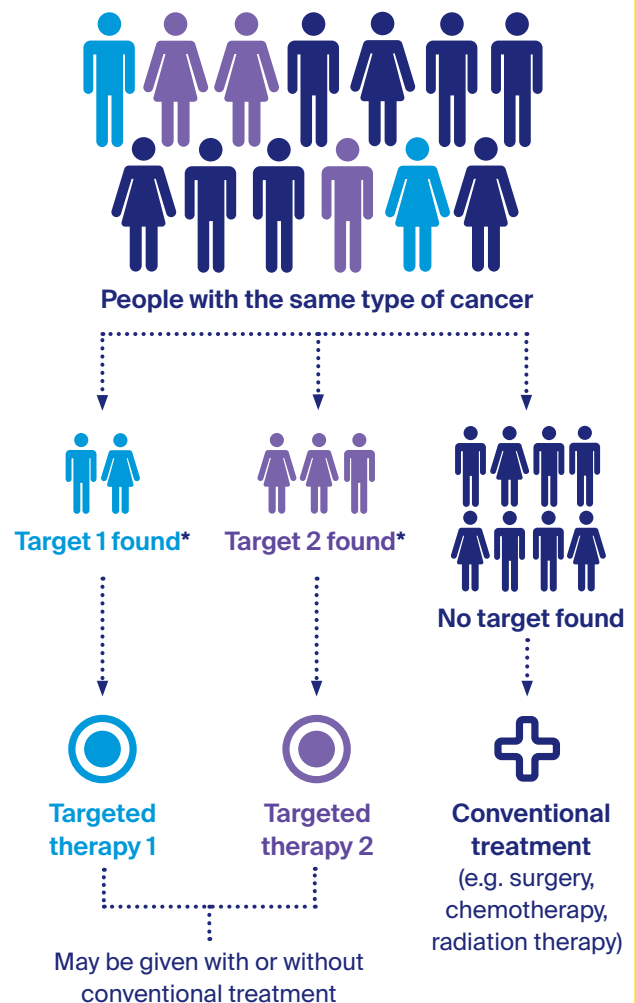 People with the same type of cancer
Target 1 found*
Target 2 found*
No target found
Targeted
therapy 1
Targeted
therapy 2
Conventional
treatment
(e.g. surgery,
chemotherapy,
radiation therapy)
May be given with or without
conventional treatment